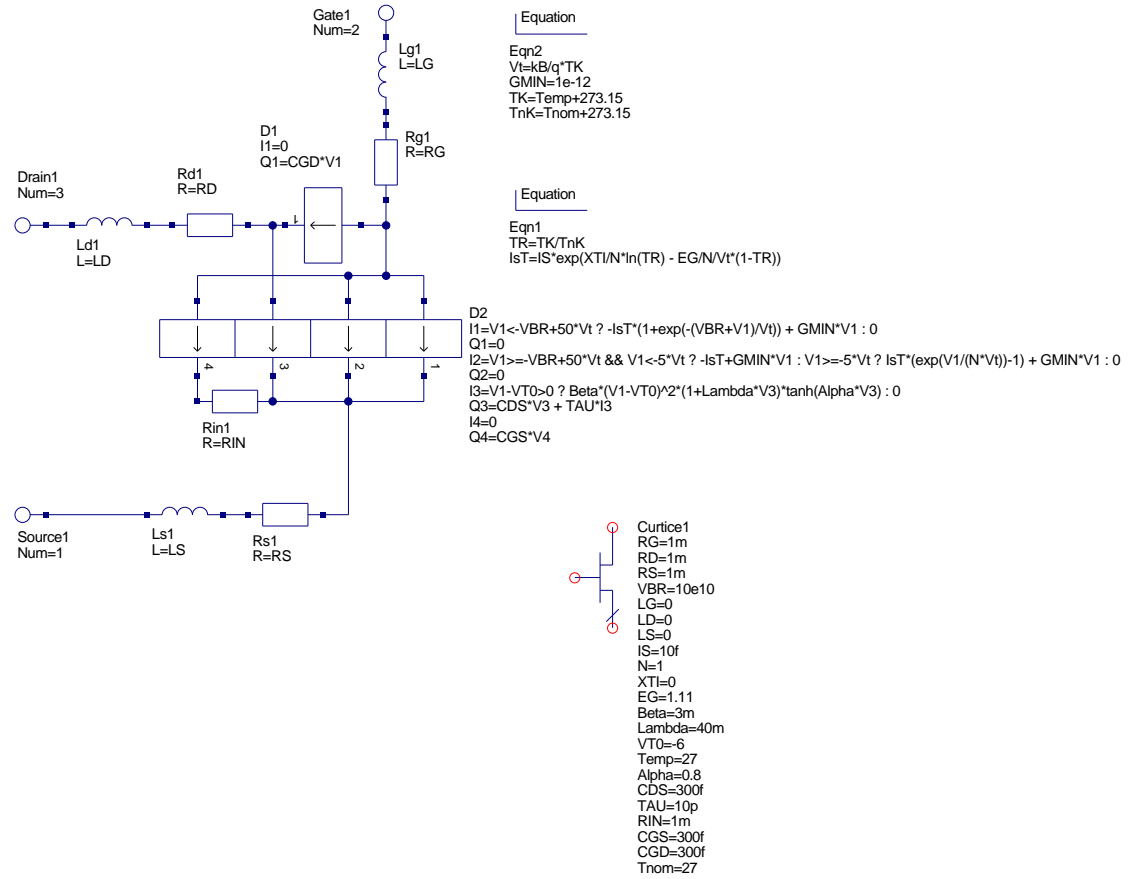 Gate1
Num=2
Lg1
L=LG
Equation
Eqn2
Vt=kB/q*TK
GMIN=1e-12
TK=Temp+273.15
TnK=Tnom+273.15
D1
I1=0
Q1=CGD*V1
Rg1
R=RG
Drain1
Num=3
Rd1
R=RD
1
Ld1
L=LD
Equation
Eqn1
TR=TK/TnK
IsT=IS*exp(XTI/N*ln(TR) - EG/N/Vt*(1-TR))
D2
I1=V1<-VBR+50*Vt ? -IsT*(1+exp(-(VBR+V1)/Vt)) + GMIN*V1 : 0
Q1=0
I2=V1>=-VBR+50*Vt && V1<-5*Vt ? -IsT+GMIN*V1 : V1>=-5*Vt ? IsT*(exp(V1/(N*Vt))-1) + GMIN*V1 : 0
Q2=0
I3=V1-VT0>0 ? Beta*(V1-VT0)^2*(1+Lambda*V3)*tanh(Alpha*V3) : 0
Q3=CDS*V3 + TAU*I3
I4=0
Q4=CGS*V4
4
3
2
1
Rin1
R=RIN
Source1
Num=1
Ls1
L=LS
Rs1
R=RS
Curtice1
RG=1m
RD=1m
RS=1m
VBR=10e10
LG=0
LD=0
LS=0
IS=10f
N=1
XTI=0
EG=1.11
Beta=3m
Lambda=40m
VT0=-6
Temp=27
Alpha=0.8
CDS=300f
TAU=10p
RIN=1m
CGS=300f
CGD=300f
Tnom=27